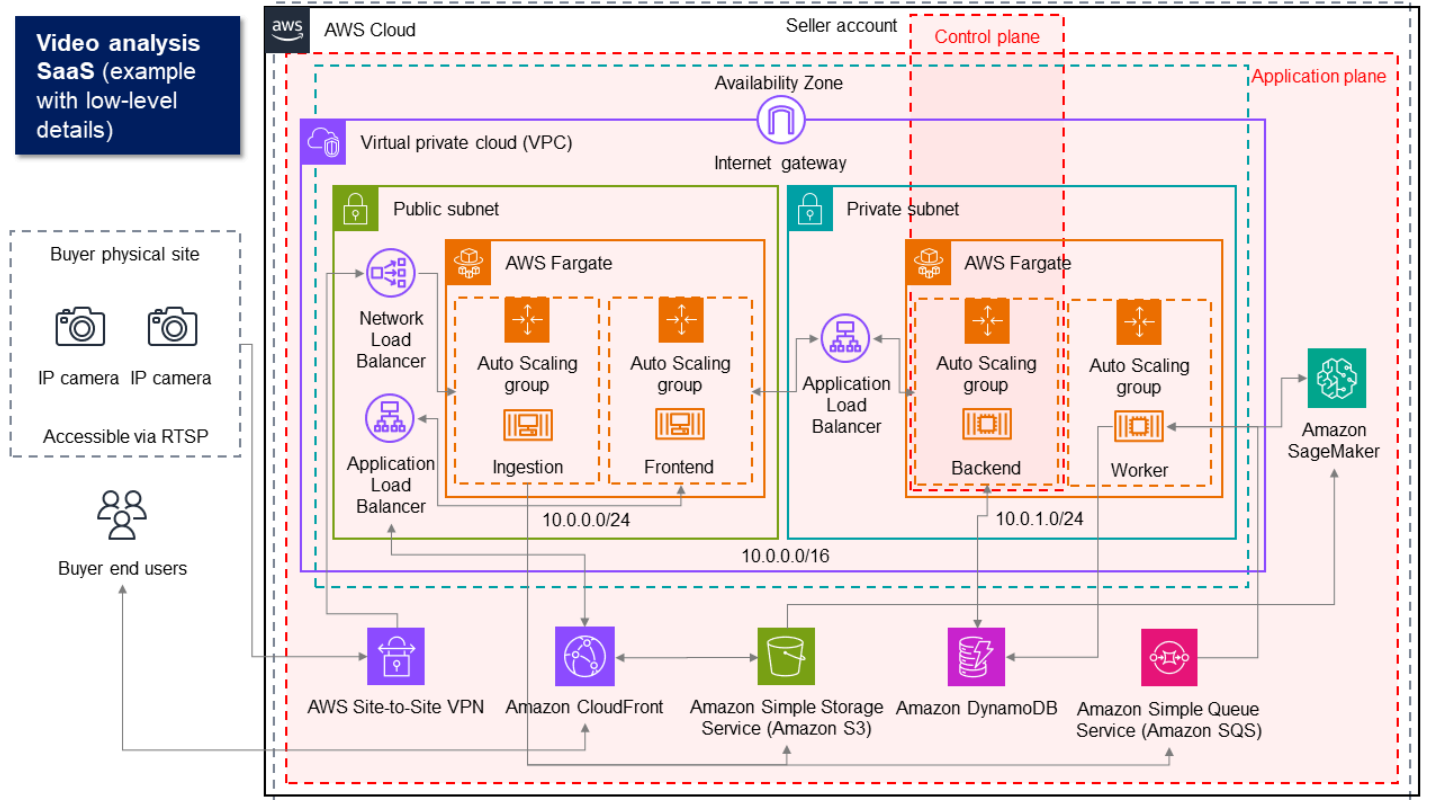 Video analysis
SaaS (example
with low-level
details)
aws
AWS Cloud
Seller account
Control plane
Application plane
Availability Zone
Virtual private cloud (VPC)
Internet gateway
Public subnet
Private subnet
Buyer physical site
IP camera
IP camera
Accessible via RTSP
Buyer end users
Network
Load
Balancer
Application
Load
Balancer
AWS Fargate
Auto Scaling
group
Ingestion
Auto Scaling
group
Frontend
10.0.0.0/24
Application
Load
Balancer
AWS Fargate
Auto Scaling
group
Backend
Auto Scaling
group
Worker
10.0.1.0/24
10.0.0.0/16
Amazon
SageMaker
AWS Site-to-Site VPN
Amazon CloudFront
Amazon Simple Storage
Service (Amazon S3)
Amazon DynamoDB
Amazon Simple Queue
Service (Amazon SQS)